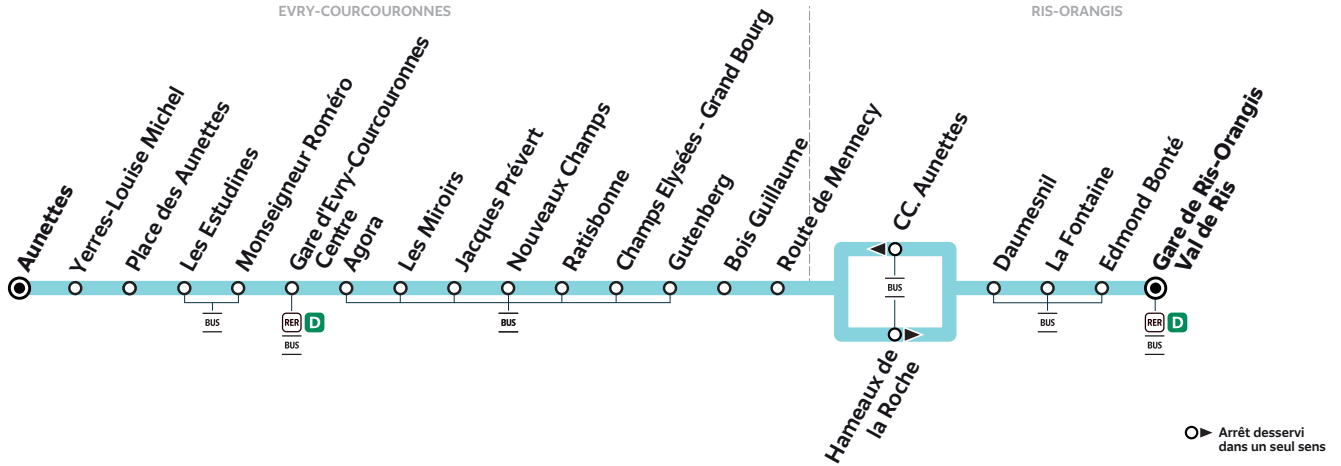 EVRY-COURCOURONNES
RIS-ORANGIS
Aunettes
Yerres-Louise Michel
Place des Aunettes
Les Estudines
Monseigneur Roméro
Gare d'Evry-Courcouronnes
Centre
Agora
Les Miroirs
Jacques Prévert
Nouveaux Champs
Ratisbonne
Champs Elysées - Grand Bourg
Gutenberg
Bois Guillaume
Route de Mennecy
CC. Aunettes
Hameaux de
la Roche
Daumesnil
La Fontaine
Edmond Bonté
Gare de Ris-Orangis
Val de Ris
BUS
RER D
BUS
BUS
BUS
BUS
RER D
BUS
Arrêt desservi
dans un seul sens